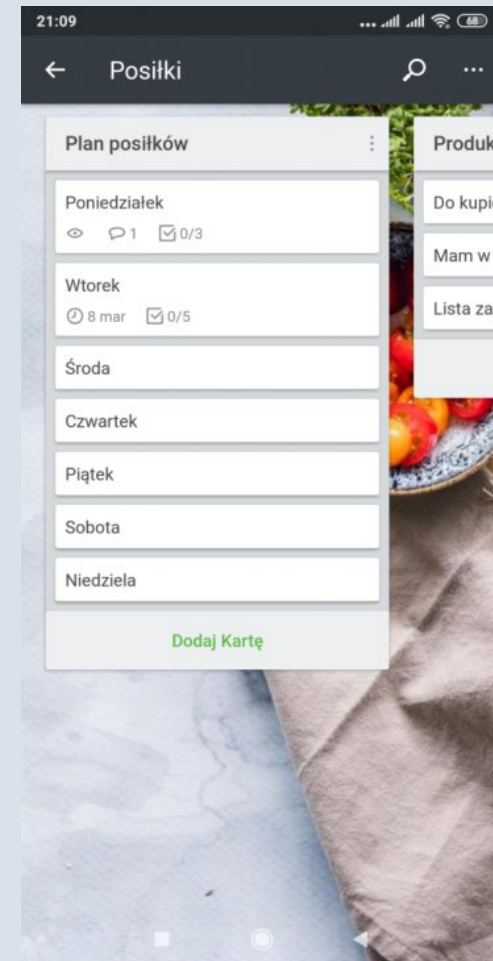 21:09
68
Posiłki
Plan posiłków
Poniedziałek
1 0/3
Wtorek
8 mar 0/5
Środa
Czwartek
Piątek
Sobota
Niedziela
Dodaj Kartę
Produk
Do kupi
Mam w
Lista za